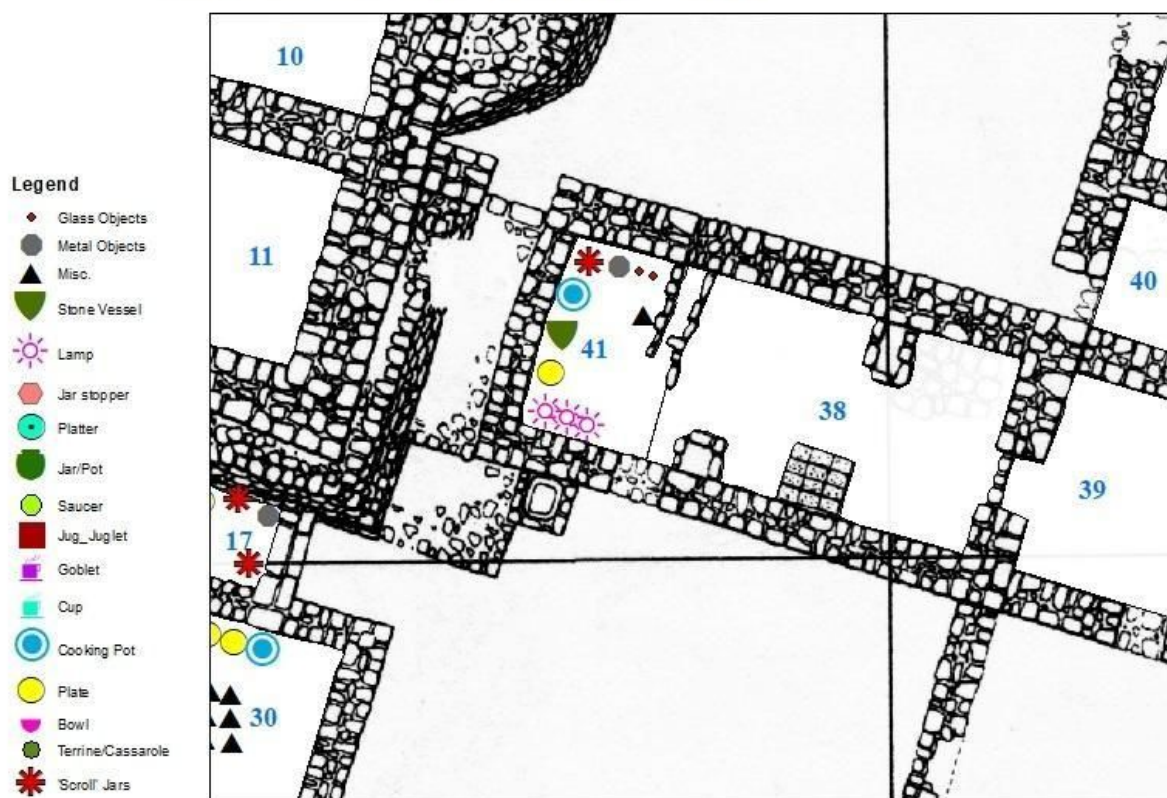 Legend
Glass Objects
Metal Objects
Misc.
Stone Vessel
Lamp
Jar stopper
Platter
Jar/Pot
Saucer
Jug_Juglet
Goblet
Cup
Cooking Pot
Plate
Bowl
Terrine/Cassarole
'Scroll' Jars
10
11
40
41
38
39
17
30